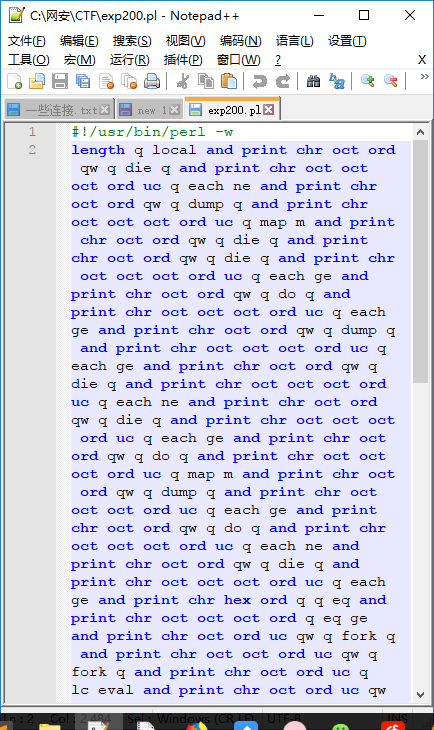 C:\网安\CTF\exp200.pl - Notepad++
文件(F) 编辑(E) 搜索(S) 视图(V) 编码(N) 语言(L) 设置(T)
工具(O) 宏(M) 运行(R) 插件(P) 窗口(W) ? X
一些连接.txt new 1 exp200.pl
1 #!/usr/bin/perl -w
2 length q local and print chr oct ord
qw q die q and print chr oct oct
oct ord uc q each ne and print chr
oct ord qw q dump q and print chr
oct oct oct ord uc q map m and print
chr oct ord qw q die q and print
chr oct ord qw q die q and print chr
oct oct oct ord uc q each ge and
print chr oct ord qw q do q and
print chr oct oct oct ord uc q each
ge and print chr oct ord qw q dump q
and print chr oct oct oct ord uc q
each ge and print chr oct ord qw q
die q and print chr oct oct oct ord
uc q each ne and print chr oct ord
qw q die q and print chr oct oct oct
ord uc q each ge and print chr oct
ord qw q do q and print chr oct oct
oct ord uc q map m and print chr oct
ord qw q dump q and print chr oct
oct oct ord uc q each ge and print
chr oct ord qw q do q and print chr
oct oct oct ord uc q each ne and
print chr oct ord qw q die q and
print chr oct oct oct ord uc q each
ge and print chr hex ord q q eq and
print chr oct oct oct ord q eq ge
and print chr oct ord uc qw q fork q
and print chr oct oct ord uc qw q
fork q and print chr oct ord uc q
lc eval and print chr oct ord uc qw
Ln : 2 Col : 2,484 Sel : Windows (CR LF) UTF-8 INS